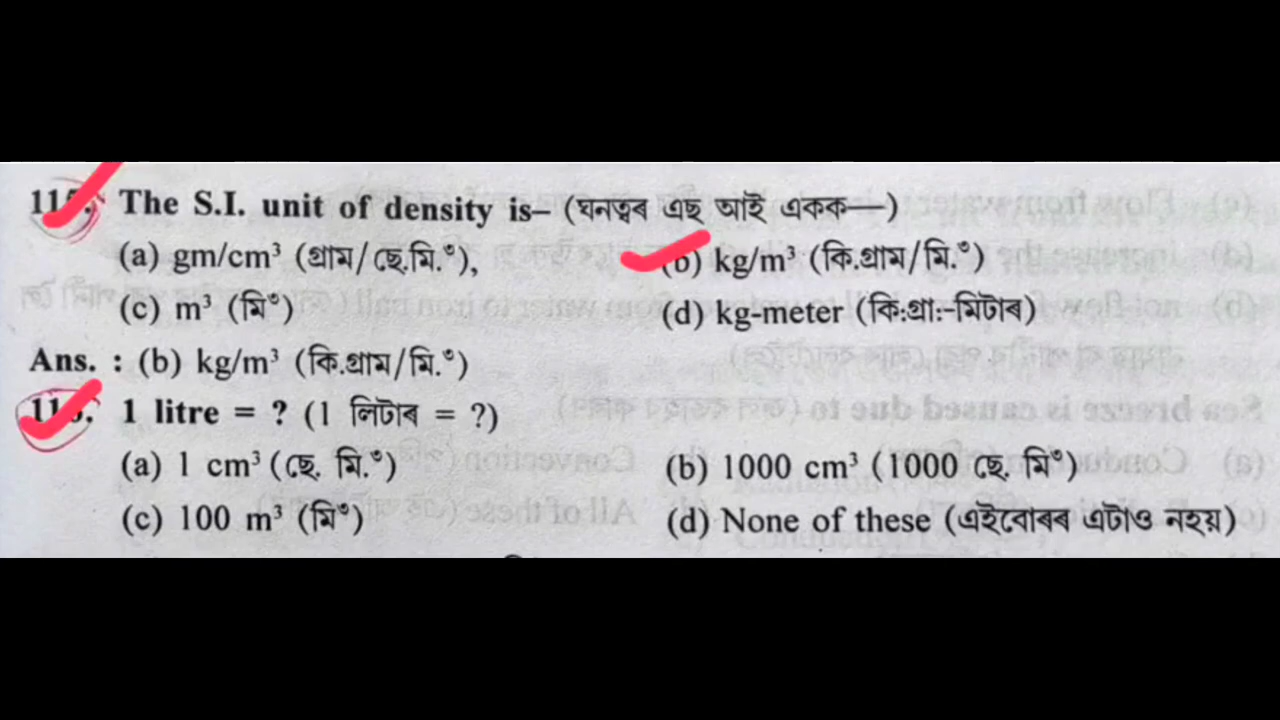 The S.I. unit of density is– (ঘনত্বৰ এছ আই একক—)
(a) gm/cm³ (গ্ৰাম/ছে.মি.³),
(b) kg/m³ (কি.গ্ৰাম/মি.³)
(c) m³ (মি³)
(d) kg-meter (কি:গ্ৰা:-মিটাৰ)
Ans. : (b) kg/m³ (কি.গ্ৰাম/মি.³)
1 litre = ? (1 লিটাৰ = ?)
(a) 1 cm³ (ছে. মি.³)
(b) 1000 cm³ (1000 ছে. মি³)
(c) 100 m³ (মি³)
(d) None of these (এইবোৰৰ এটাও নহয়)